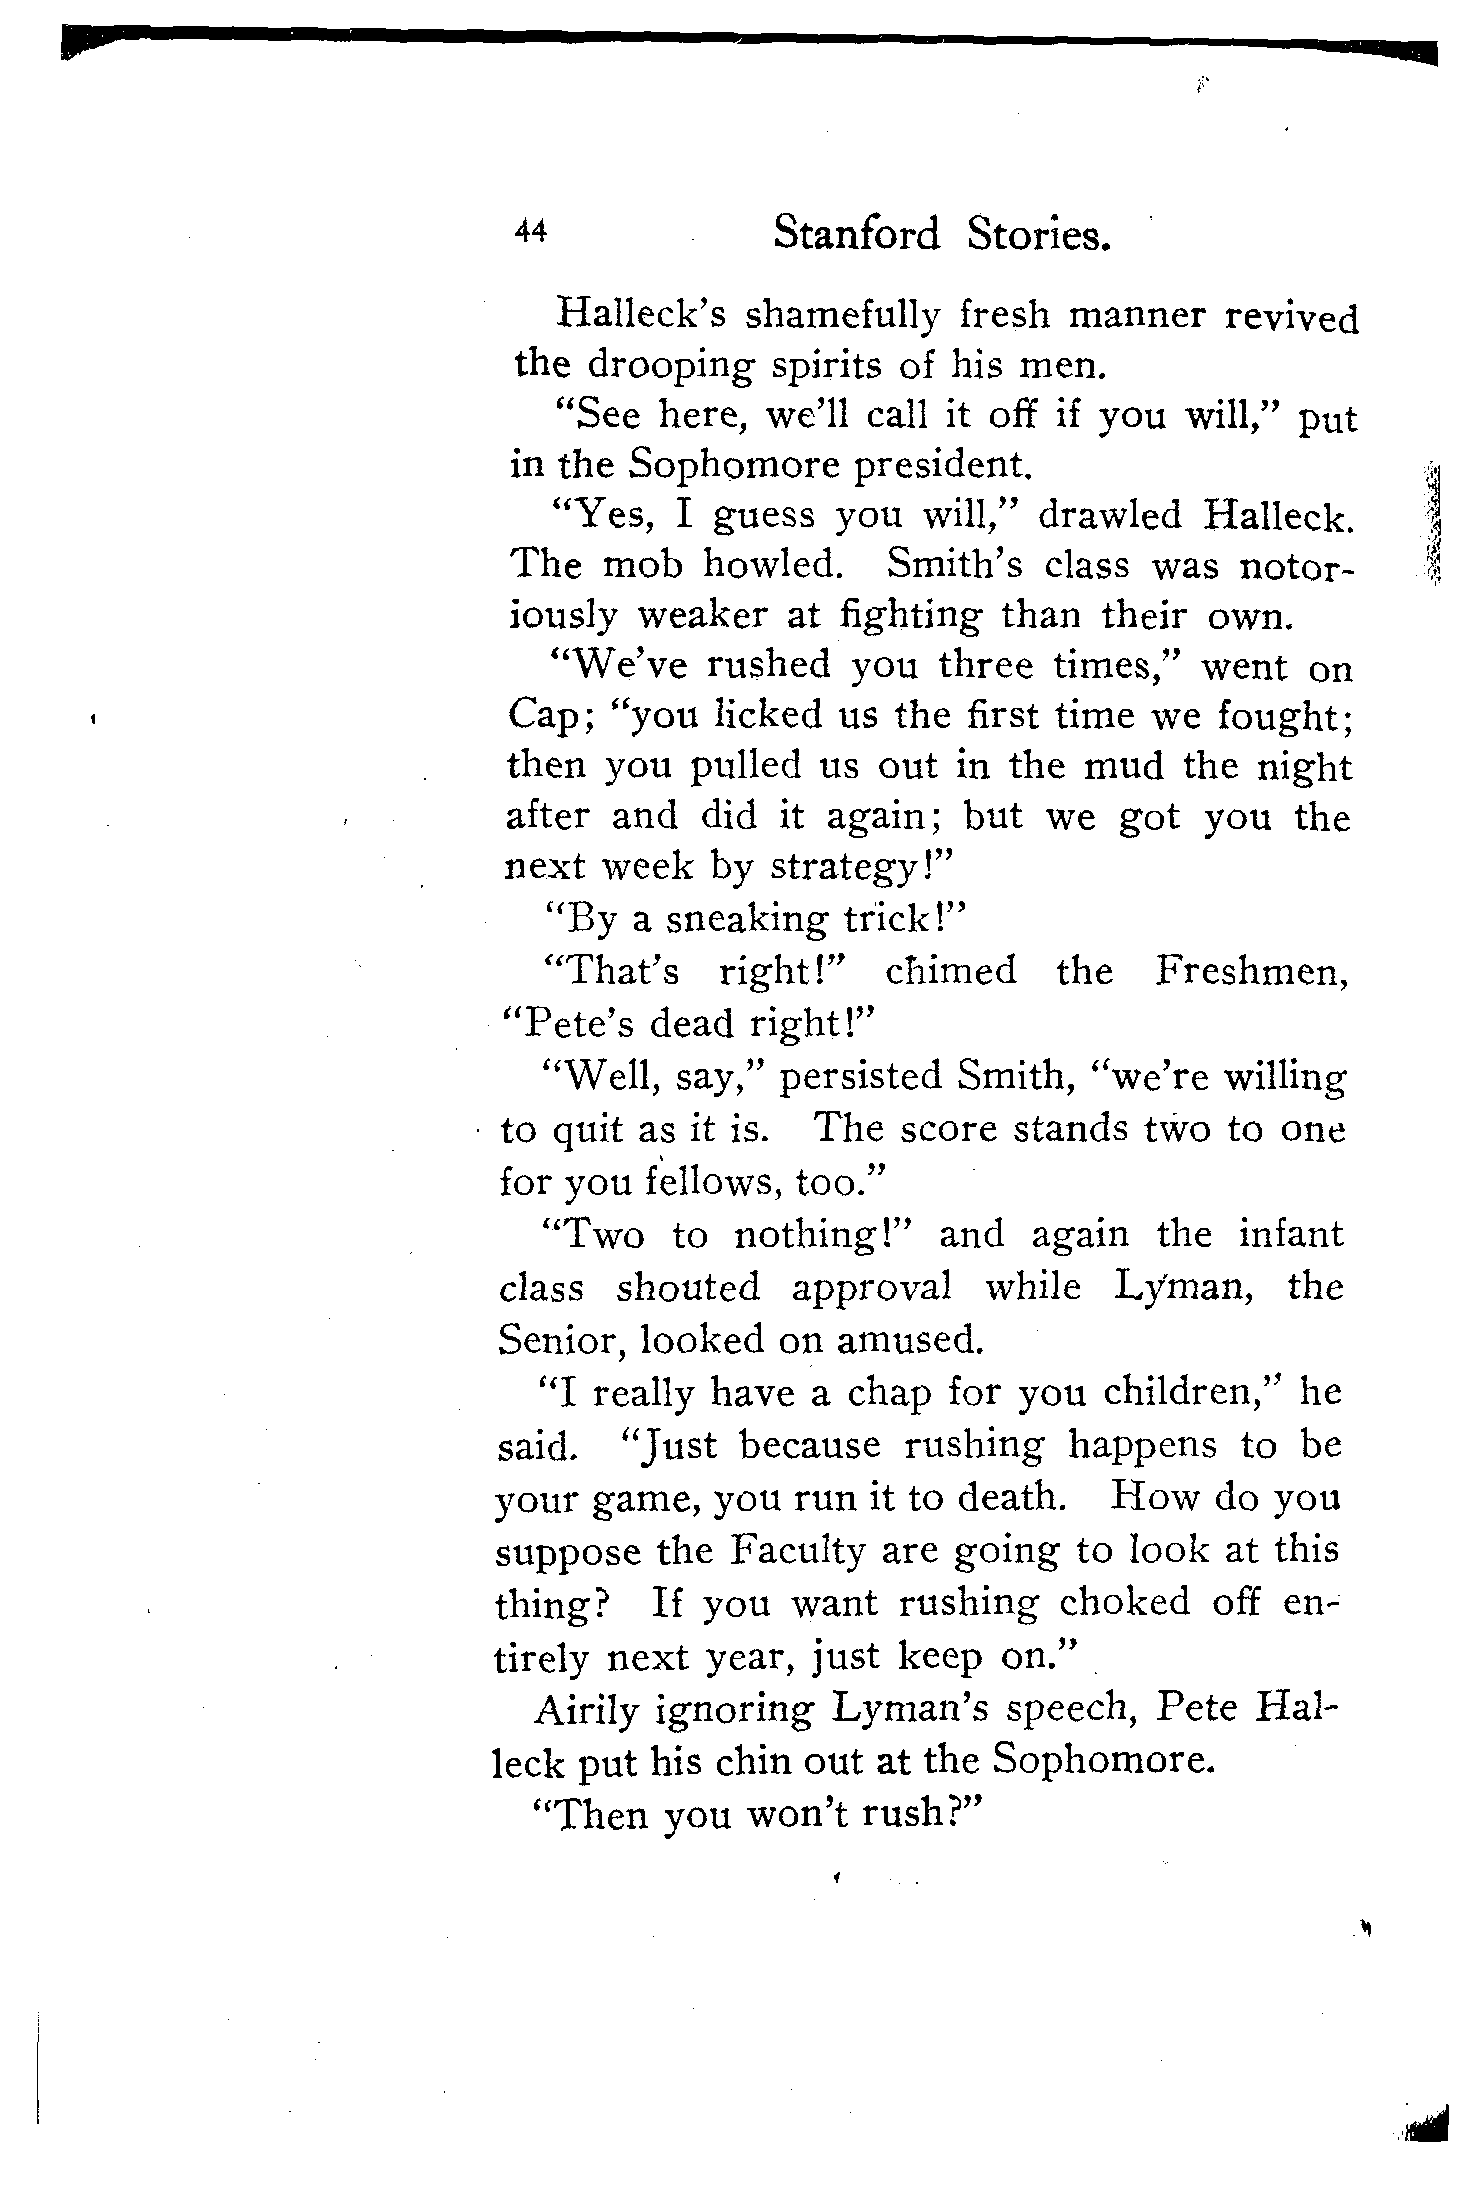 44 Stanford Stories.
Halleck's shamefully fresh manner revived
the drooping spirits of his men.
"See here, we'll call it off if you will," put
in the Sophomore president.
"Yes, I guess you will," drawled Halleck.
The mob howled. Smith's class was notor-
iously weaker at fighting than their own.
"We've rushed you three times," went on
Cap; "you licked us the first time we fought;
then you pulled us out in the mud the night
after and did it again; but we got you the
next week by strategy!"
"By a sneaking trick!"
"That's right!" chimed the Freshmen,
"Pete's dead right!"
"Well, say," persisted Smith, "we're willing
to quit as it is. The score stands two to one
for you fellows, too."
"Two to nothing!" and again the infant
class shouted approval while Lyman, the
Senior, looked on amused.
"I really have a chap for you children," he
said. "Just because rushing happens to be
your game, you run it to death. How do you
suppose the Faculty are going to look at this
thing? If you want rushing choked off en-
tirely next year, just keep on."
Airily ignoring Lyman's speech, Pete Hal-
leck put his chin out at the Sophomore.
"Then you won't rush?"